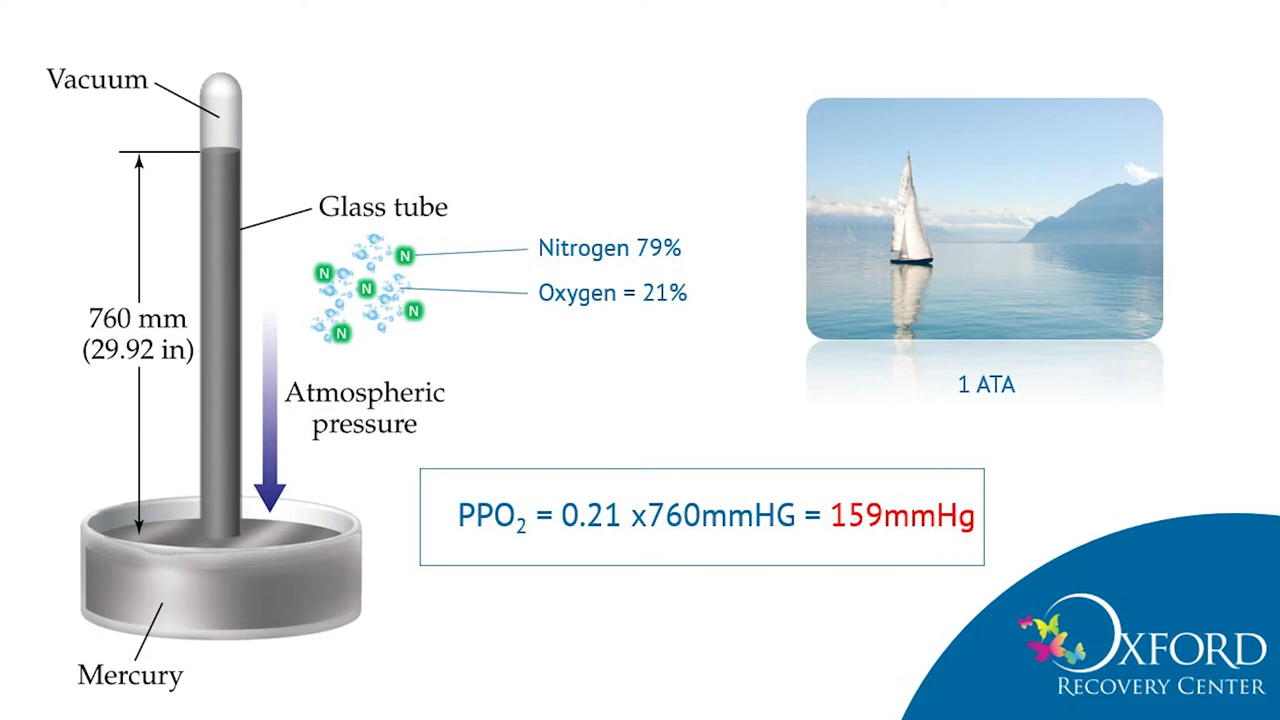 Vacuum
Glass tube
N
N
N
N
N
Nitrogen 79%
Oxygen = 21%
760 mm
(29.92 in)
Atmospheric
pressure
1 ATA
PPO₂ = 0.21 x760mmHG = 159mmHg
Mercury
OXFORD
RECOVERY CENTER